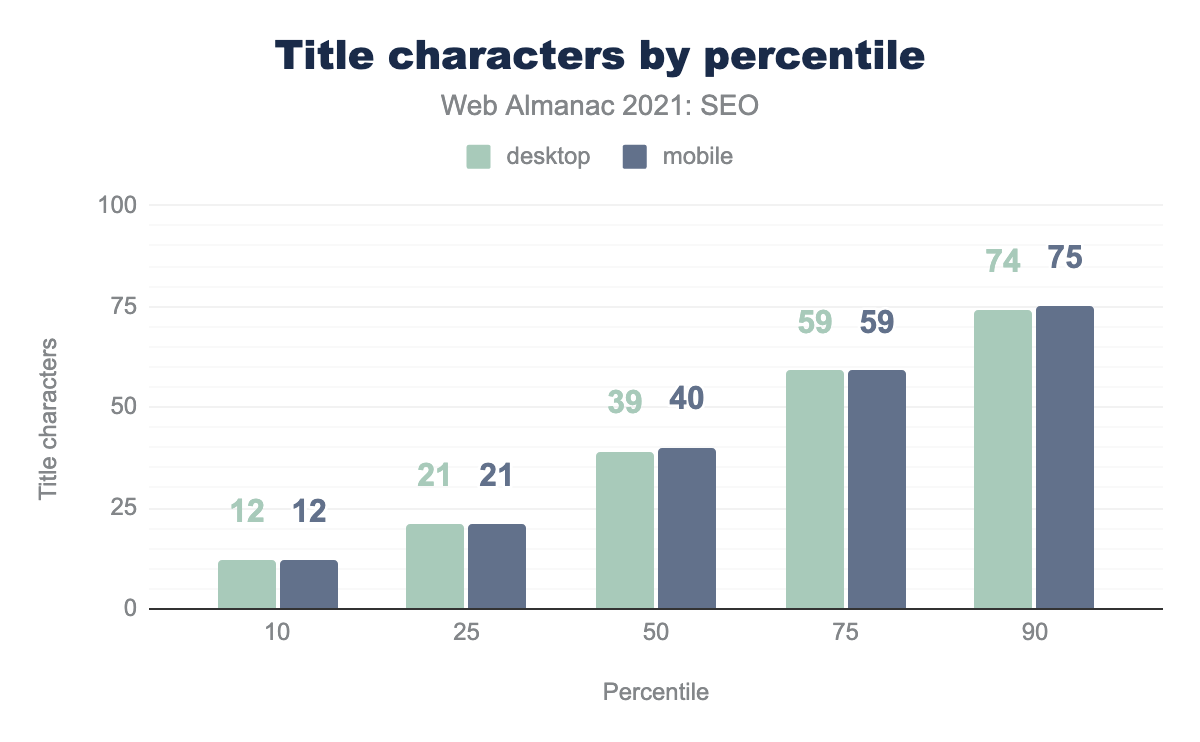 Title characters by percentile
Web Almanac 2021: SEO
desktop mobile
100
75
50
25
0
Title characters
12 12
21 21
39 40
59 59
74 75
10 25 50 75 90
Percentile